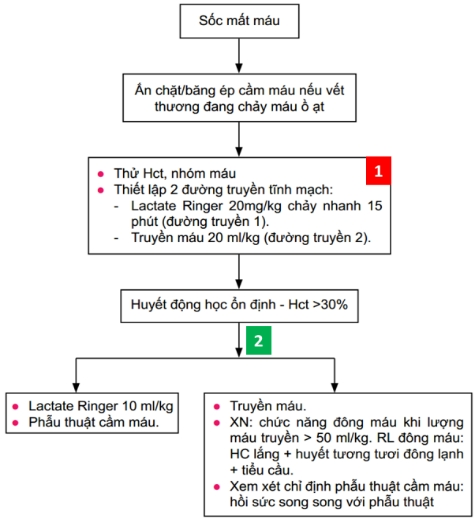 Sốc mất máu
Ấn chặt/băng ép cầm máu nếu vết
thương đang chảy máu ồ ạt
1
Thử Hct, nhóm máu
Thiết lập 2 đường truyền tĩnh mạch:
- Lactate Ringer 20mg/kg chảy nhanh 15
phút (đường truyền 1).
- Truyền máu 20 ml/kg (đường truyền 2).
Huyết động học ổn định - Hct >30%
2
Lactate Ringer 10 ml/kg
Phẫu thuật cầm máu.
Truyền máu.
XN: chức năng đông máu khi lượng
máu truyền > 50 ml/kg. RL đông máu:
HC lắng + huyết tương tươi đông lạnh
+ tiểu cầu.
Xem xét chỉ định phẫu thuật cầm máu:
hồi sức song song với phẫu thuật